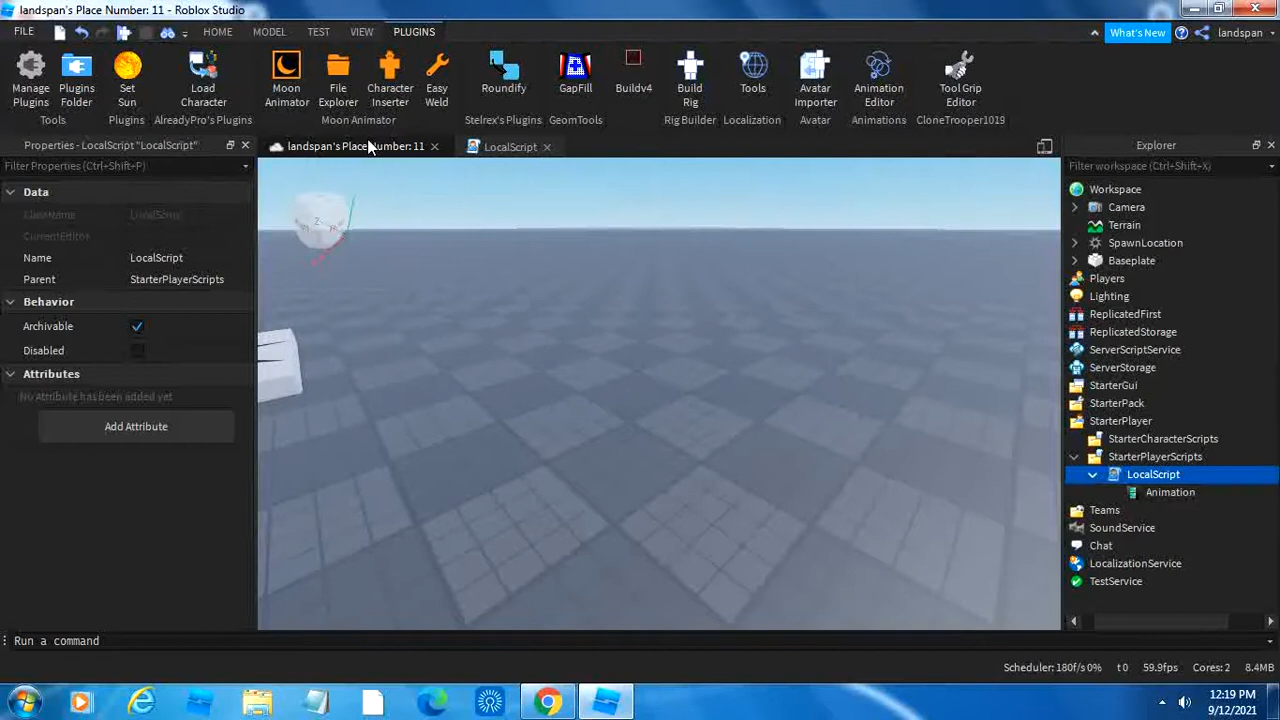 landspan's Place Number: 11 - Roblox Studio
FILE HOME MODEL TEST VIEW PLUGINS What's New landspan
Manage Plugins
Plugins Folder
Tools
Set Sun
Plugins
Load Character
AlreadyPro's Plugins
Moon Animator
File Explorer
Character Inserter
Easy Weld
Moon Animator
Roundify
Stelrex's Plugins
GapFill
GeomTools
Buildv4
Build Rig
Rig Builder
Tools
Localization
Avatar Importer
Avatar
Animation Editor
Animations
Tool Grip Editor
CloneTrooper1019
Properties - LocalScript "LocalScript"
Filter Properties (Ctrl+Shift+P)
Data
ClassName LocalScript
CurrentEditor
Name LocalScript
Parent StarterPlayerScripts
Behavior
Archivable
Disabled
Attributes
No Attribute has been added yet
Add Attribute
landspan's Place Number: 11
LocalScript
Z
Explorer
Filter workspace (Ctrl+Shift+X)
Workspace
Camera
Terrain
SpawnLocation
Baseplate
Players
Lighting
ReplicatedFirst
ReplicatedStorage
ServerScriptService
ServerStorage
StarterGui
StarterPack
StarterPlayer
StarterCharacterScripts
StarterPlayerScripts
LocalScript
Animation
Teams
SoundService
Chat
LocalizationService
TestService
Run a command
Scheduler: 180f/s 0% t 0 59.9fps Cores: 2 8.4MB
12:19 PM
9/12/2021